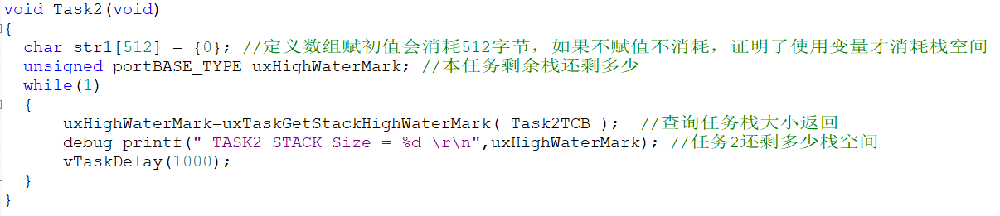 void Task2(void)
{
  char str1[512] = {0}; //定义数组赋初值会消耗512字节，如果不赋值不消耗，证明了使用变量才消耗栈空间
  unsigned portBASE_TYPE uxHighWaterMark; //本任务剩余栈还剩多少
  while(1)
  {
      uxHighWaterMark=uxTaskGetStackHighWaterMark( Task2TCB );  //查询任务栈大小返回
      debug_printf(" TASK2 STACK Size = %d \r\n",uxHighWaterMark); //任务2还剩多少栈空间
      vTaskDelay(1000);
  }
}